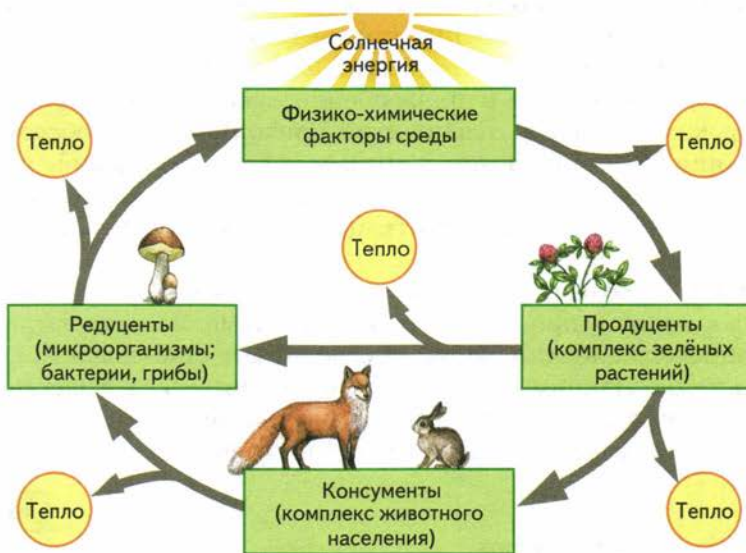 Солнечная
энергия
Физико-химические
факторы среды
Тепло
Тепло
Тепло
Редуценты
(микроорганизмы;
бактерии, грибы)
Продуценты
(комплекс зелёных
растений)
Тепло
Консументы
(комплекс животного
населения)
Тепло